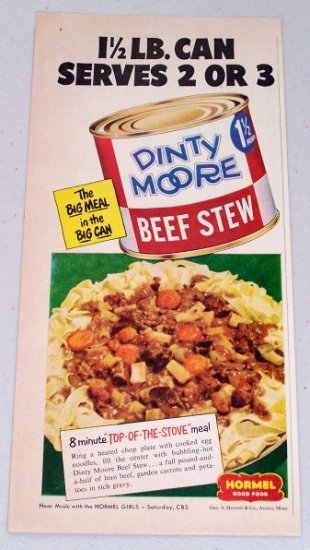 1½ LB. CAN
SERVES 2 OR 3
1½
DINTY
MOORE
BEEF STEW
The
BIG MEAL
in the
BIG CAN
8 minute "TOP-OF-THE-STOVE" meal
Ring a heated chop plate with cooked egg
noodles, fill the center with bubbling-hot
Dinty Moore Beef Stew . . . a full pound-and-
a-half of lean beef, garden carrots and pota-
toes in rich gravy.
HORMEL
GOOD FOOD
Hear Music with the HORMEL GIRLS • Saturday, CBS
Geo. A. Hormel & Co., Austin, Minn.